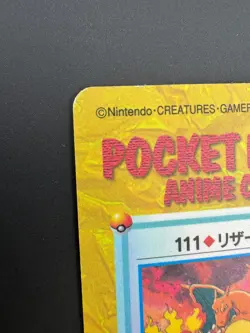 ©Nintendo·CREATURES·GAMEF
POCKET
ANIME
111♦リザー